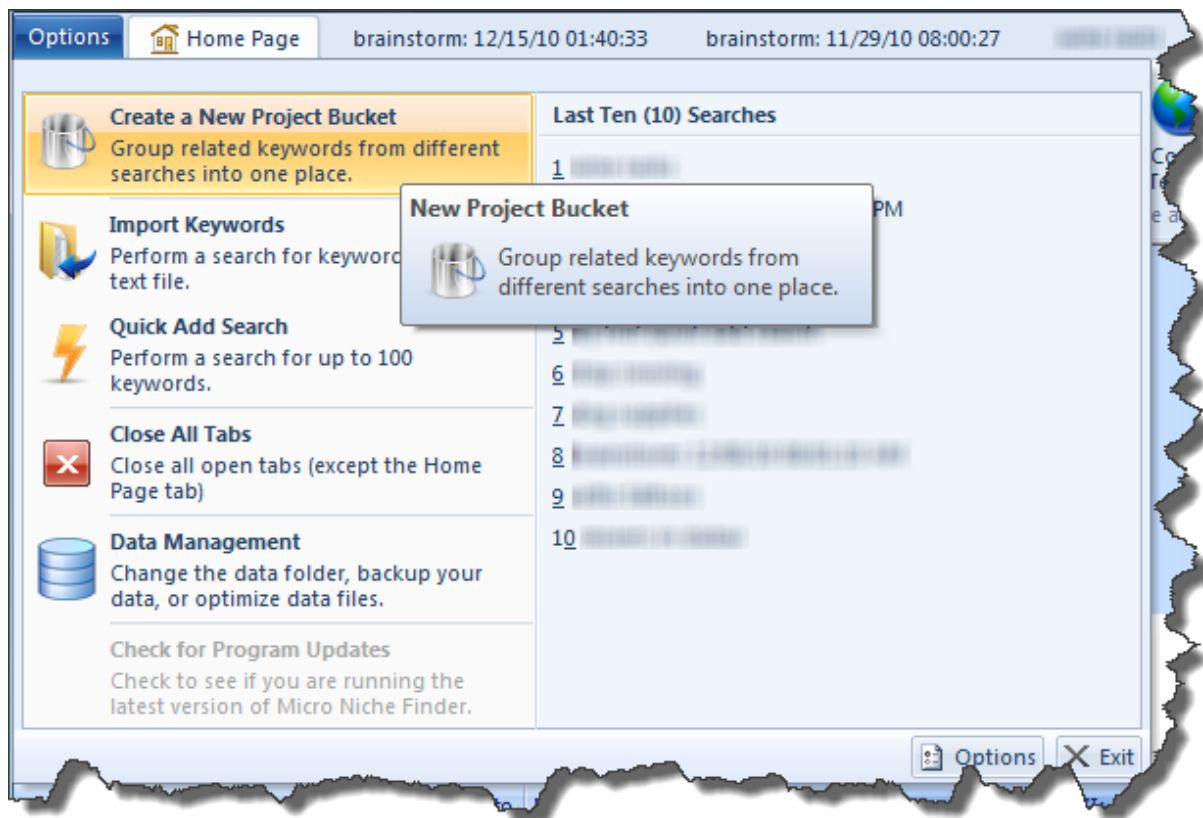 Options
Home Page
brainstorm: 12/15/10 01:40:33
brainstorm: 11/29/10 08:00:27
Create a New Project Bucket
Group related keywords from different
searches into one place.
Import Keywords
Perform a search for
text file.
Quick Add Search
Perform a search for up to 100
keywords.
Close All Tabs
Close all open tabs (except the Home
Page tab)
Data Management
Change the data folder, backup your
data, or optimize data files.
Check for Program Updates
Check to see if you are running the
latest version of Micro Niche Finder.
Last Ten (10) Searches
1
PM
New Project Bucket
Group related keywords from
different searches into one place.
5
6
7
8
9
10
Options
Exit